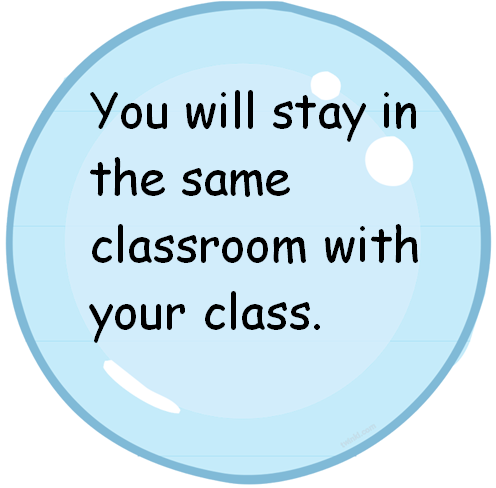 You will stay in
the same
classroom with
your class.